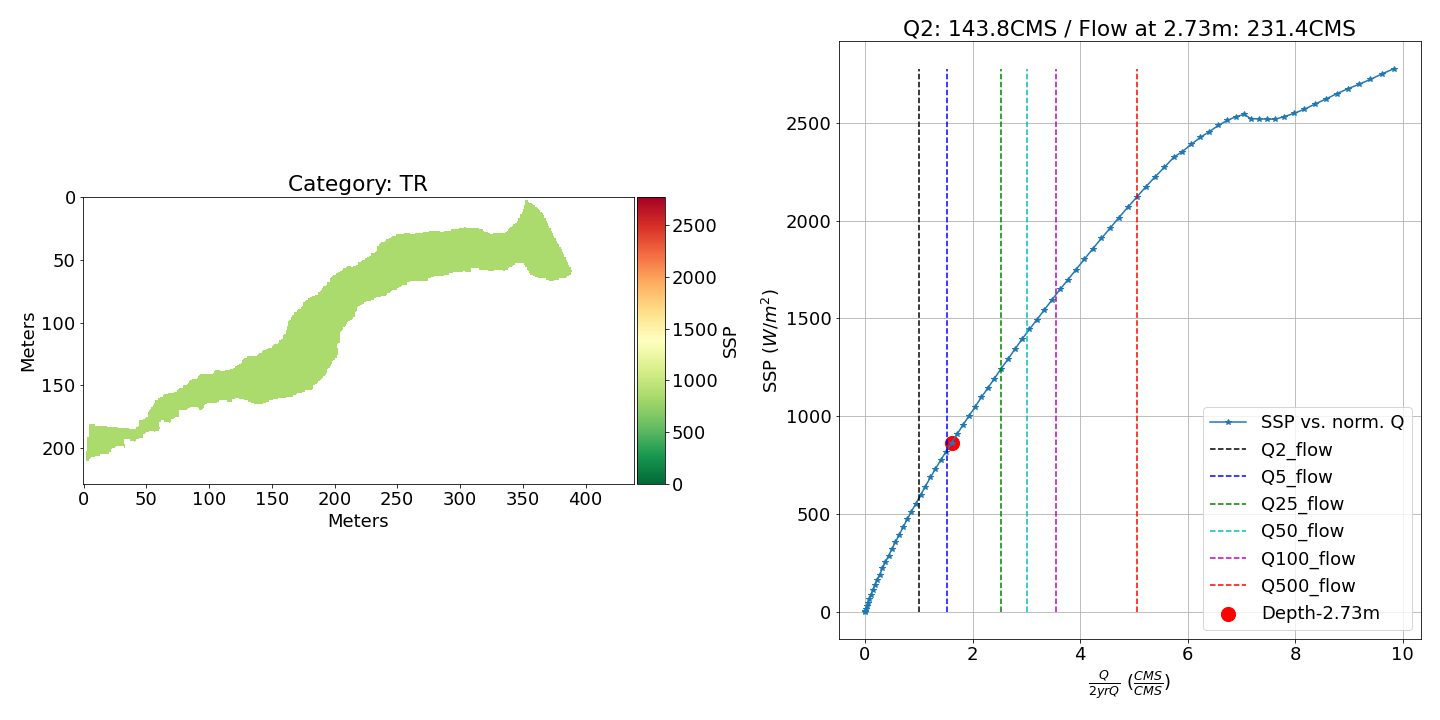 Category: TR
0
50
100
150
200
Meters
0 50 100 150 200 250 300 350 400
Meters
2500
2000
1500
1000
500
0
SSP
Q2: 143.8CMS / Flow at 2.73m: 231.4CMS
2500
2000
1500
1000
500
0
SSP (W/m²)
0 2 4 6 8 10
Q/2yrQ (CMS/CMS)
SSP vs. norm. Q
Q2_flow
Q5_flow
Q25_flow
Q50_flow
Q100_flow
Q500_flow
Depth-2.73m